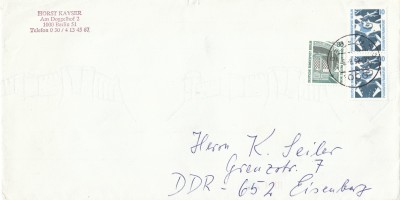 HORST KAYSER
Am Doggelhof 2
1000 Berlin 51
Telefon 0 30 / 4 13 45 62
Herrn K. Seiler
Grenzstr. 7
DDR - 652 Eisenberg